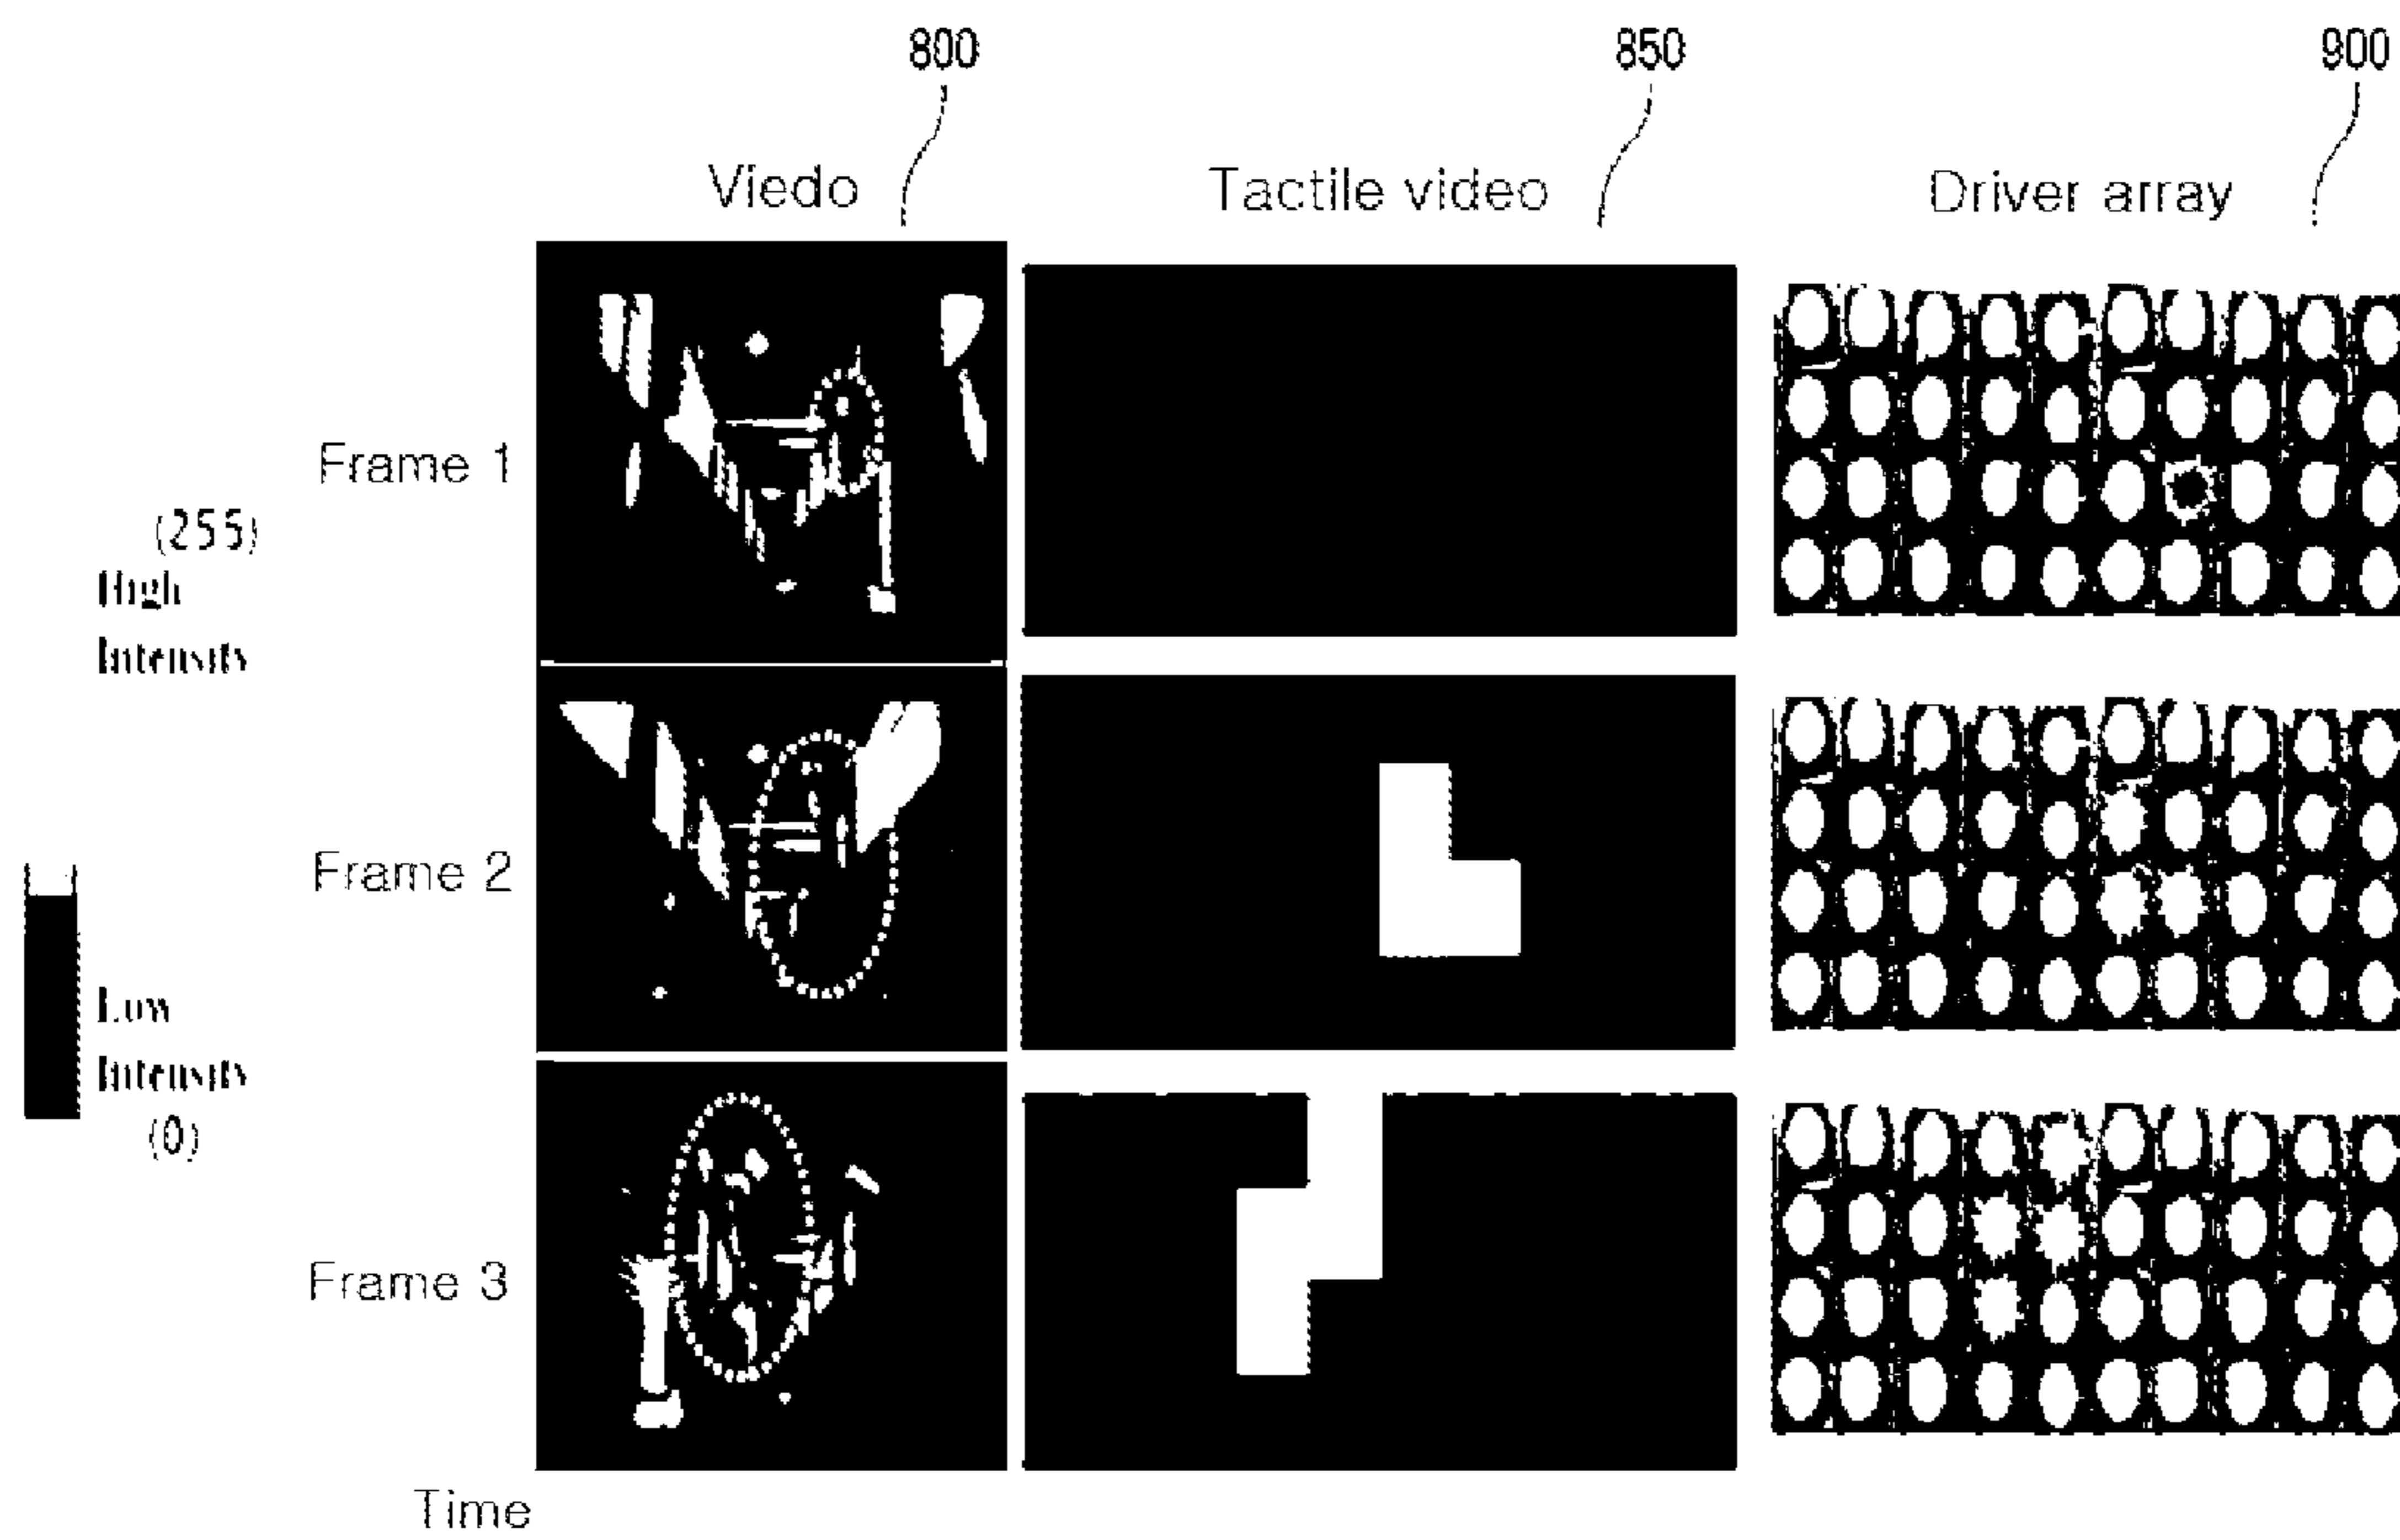 800
850
900
Viedo
Tactile video
Driver array
Frame 1
(255)
High
Intensity
Frame 2
Low
Intensity
(0)
Frame 3
Time